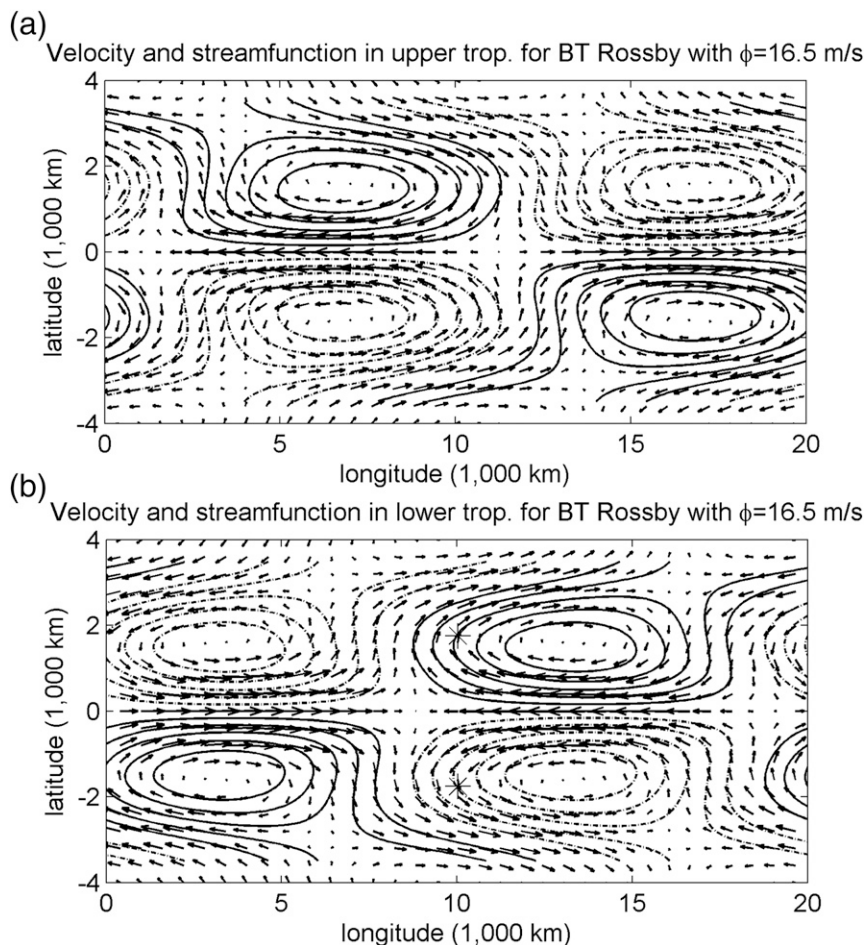 (a)
Velocity and streamfunction in upper trop. for BT Rossby with ϕ=16.5 m/s
4
2
0
-2
-4
latitude (1,000 km)
0 5 10 15 20
longitude (1,000 km)
(b)
Velocity and streamfunction in lower trop. for BT Rossby with ϕ=16.5 m/s
4
2
0
-2
-4
latitude (1,000 km)
0 5 10 15 20
longitude (1,000 km)